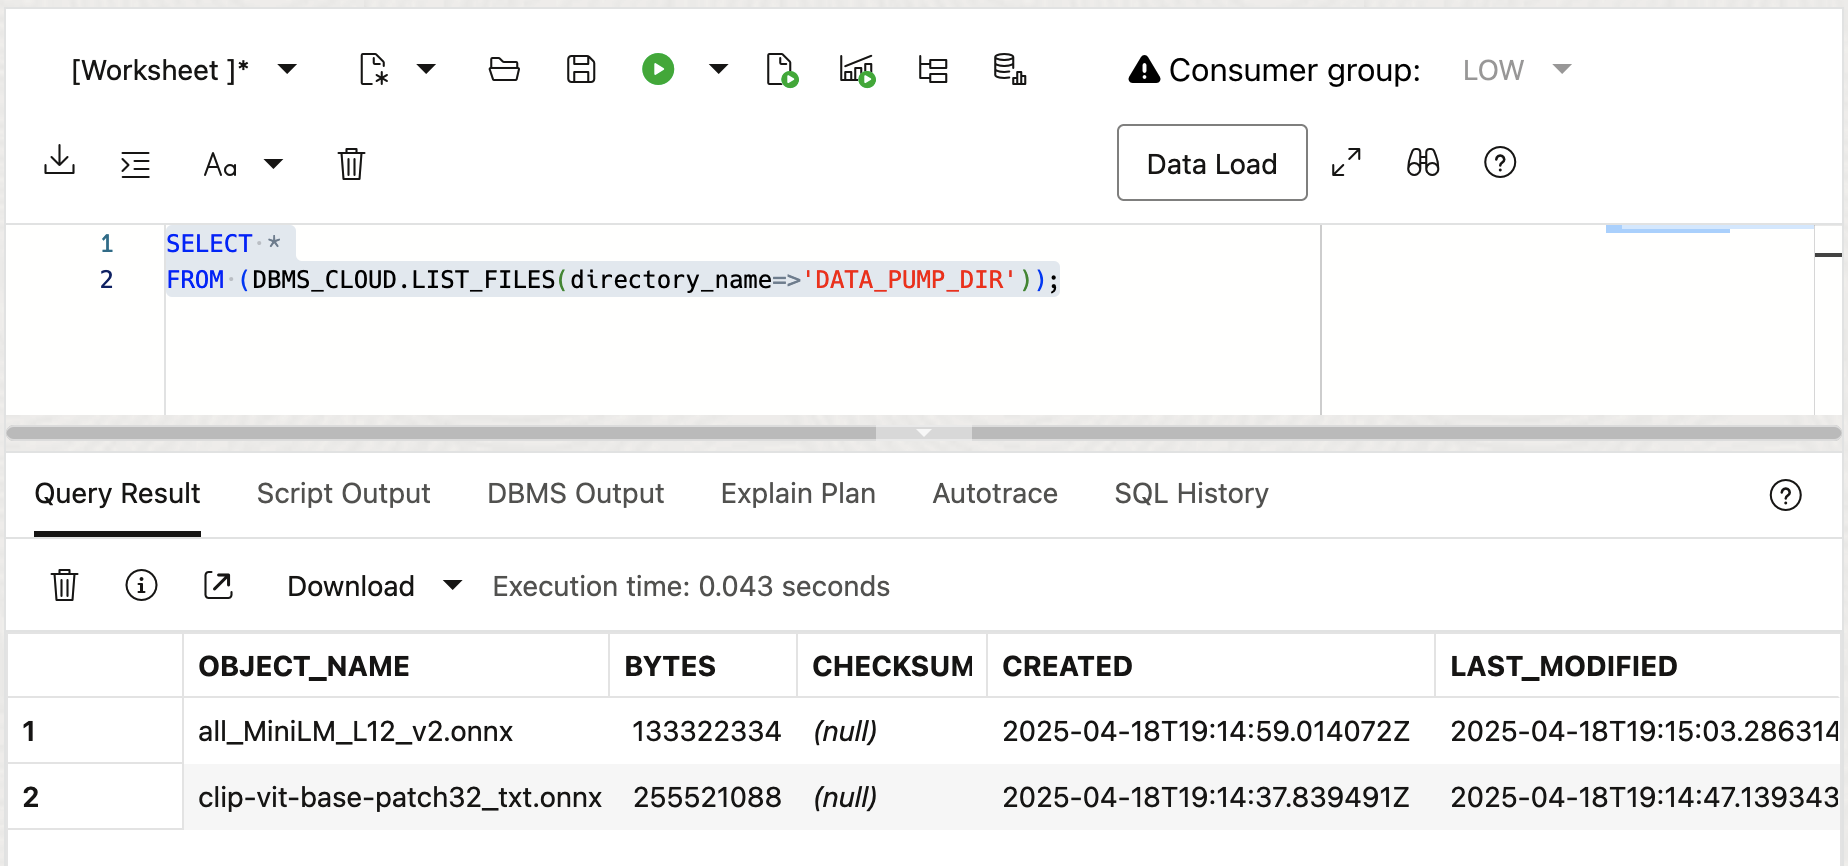 [Worksheet ]*
Consumer group: LOW
Aa
Data Load
1 SELECT *
2 FROM (DBMS_CLOUD.LIST_FILES(directory_name=>'DATA_PUMP_DIR'));
Query Result Script Output DBMS Output Explain Plan Autotrace SQL History
Download Execution time: 0.043 seconds
OBJECT_NAME BYTES CHECKSUM CREATED LAST_MODIFIED
1 all_MiniLM_L12_v2.onnx 133322334 (null) 2025-04-18T19:14:59.014072Z 2025-04-18T19:15:03.286314
2 clip-vit-base-patch32_txt.onnx 255521088 (null) 2025-04-18T19:14:37.839491Z 2025-04-18T19:14:47.139343